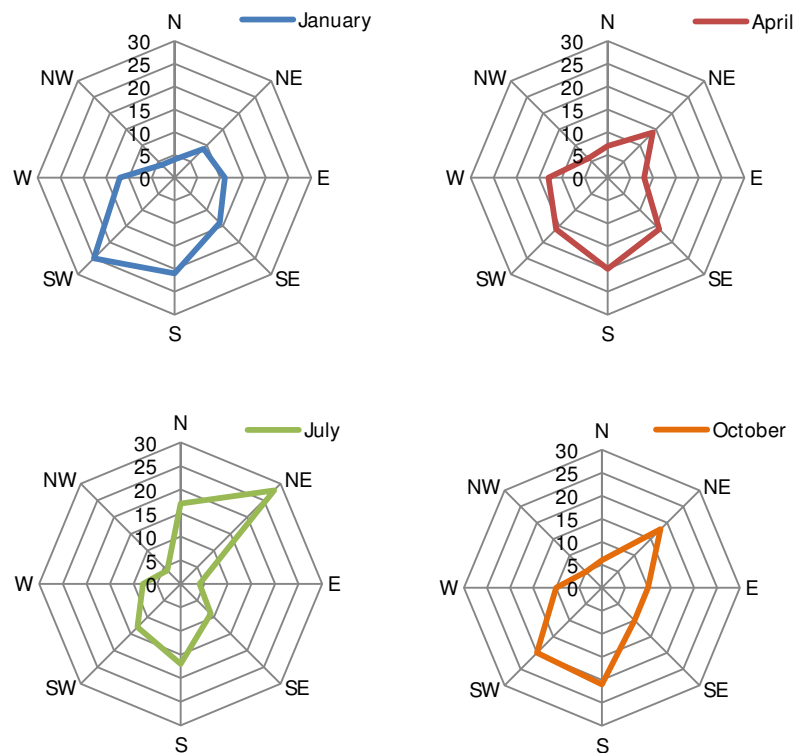 N
January
30
25
20
15
10
5
0
NW
NE
W
E
SW
SE
S
N
April
30
25
20
15
10
5
0
NW
NE
W
E
SW
SE
S
N
July
30
25
20
15
10
5
0
NW
NE
W
E
SW
SE
S
N
October
30
25
20
15
10
5
0
NW
NE
W
E
SW
SE
S